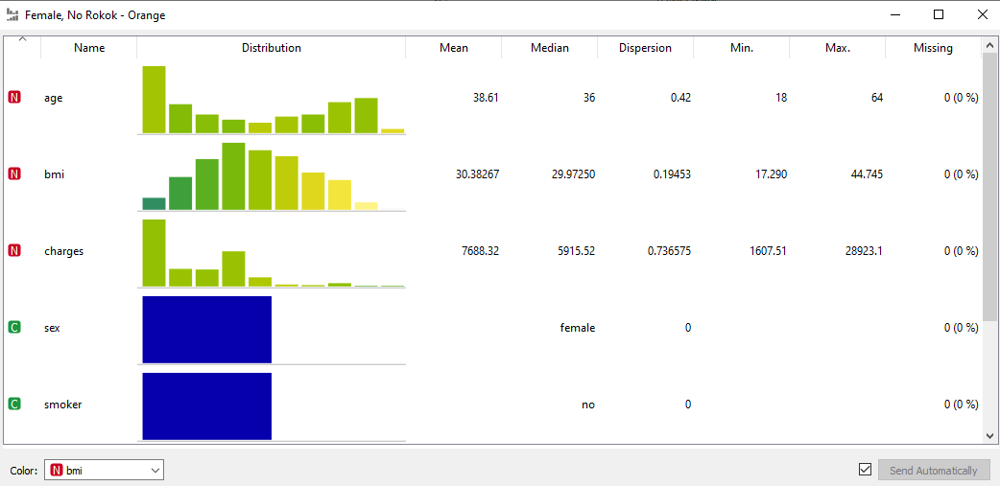 Female, No Rokok - Orange
Name Distribution Mean Median Dispersion Min. Max. Missing
N age 38.61 36 0.42 18 64 0 (0 %)
N bmi 30.38267 29.97250 0.19453 17.290 44.745 0 (0 %)
N charges 7688.32 5915.52 0.736575 1607.51 28923.1 0 (0 %)
C sex female 0 0 (0 %)
C smoker no 0 0 (0 %)
Color: N bmi Send Automatically